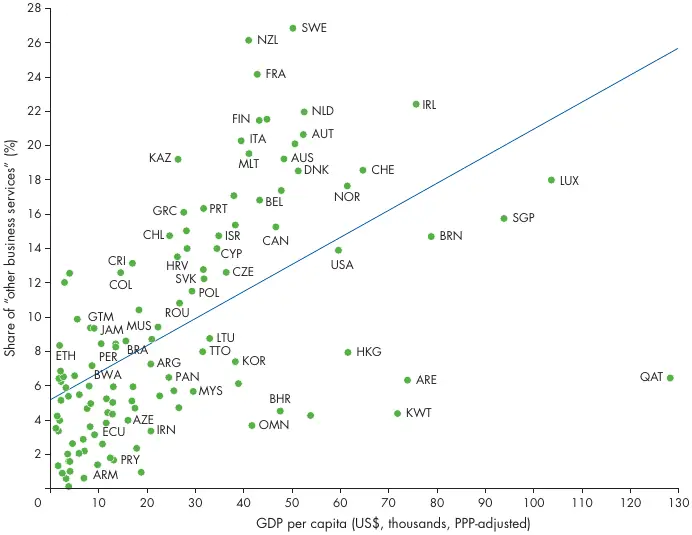 28
SWE
NZL
26
FRA
24
IRL
22
NLD
FIN
AUT
ITA
20
KAZ
MLT
AUS
DNK
CHE
18
LUX
NOR
BEL
GRC
PRT
16
SGP
CHL
ISR
CAN
BRN
14
CYP
USA
CRI
HRV
COL
CZE
SVK
12
POL
ROU
10
GTM
JAM
MUS
LTU
8
ETH
PER
BRA
TTO
HKG
ARG
KOR
BWA
PAN
QAT
6
MYS
ARE
BHR
KWT
4
AZE
ECU
IRN
OMN
2
PRY
ARM
0
10
20
30
40
50
60
70
80
90
100
110
120
130
Share of “other business services” (%)
GDP per capita (US$, thousands, PPP-adjusted)